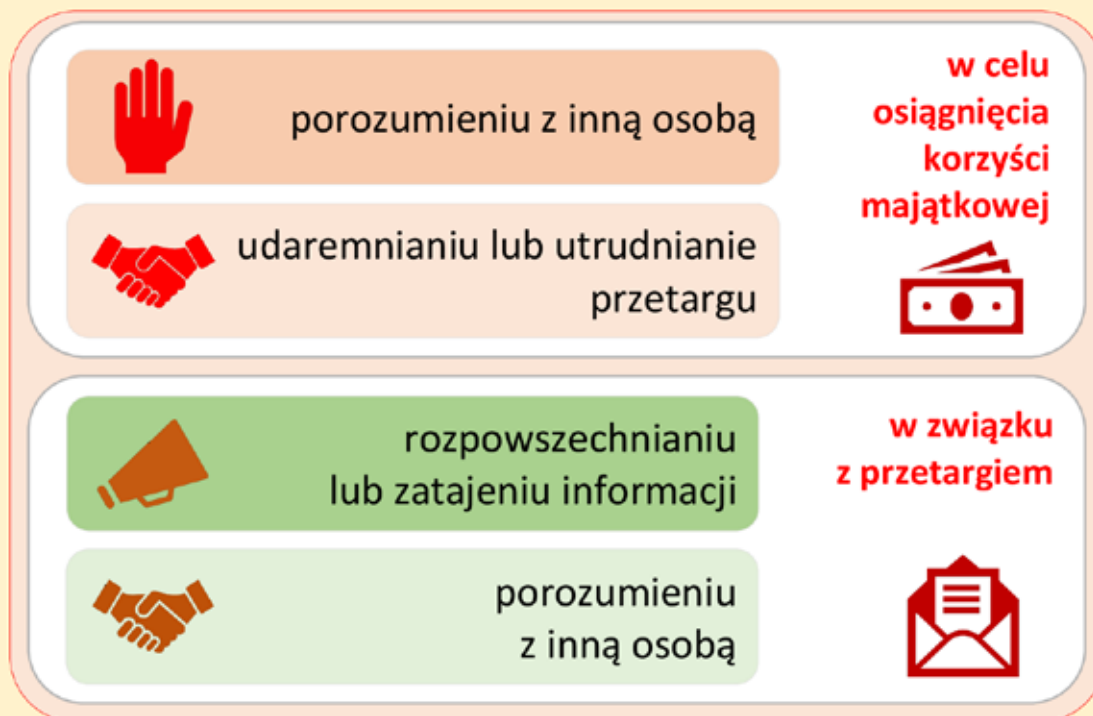 porozumieniu z inną osobą
w celu
osiągnięcia
korzyści
majątkowej
udaremnianiu lub utrudnianie
przetargu
rozpowszechnianiu
lub zatajeniu informacji
w związku
z przetargiem
porozumieniu
z inną osobą